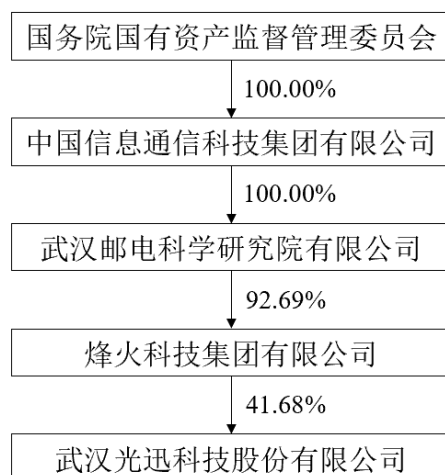 国务院国有资产监督管理委员会
100.00%
中国信息通信科技集团有限公司
100.00%
武汉邮电科学研究院有限公司
92.69%
烽火科技集团有限公司
41.68%
武汉光迅科技股份有限公司